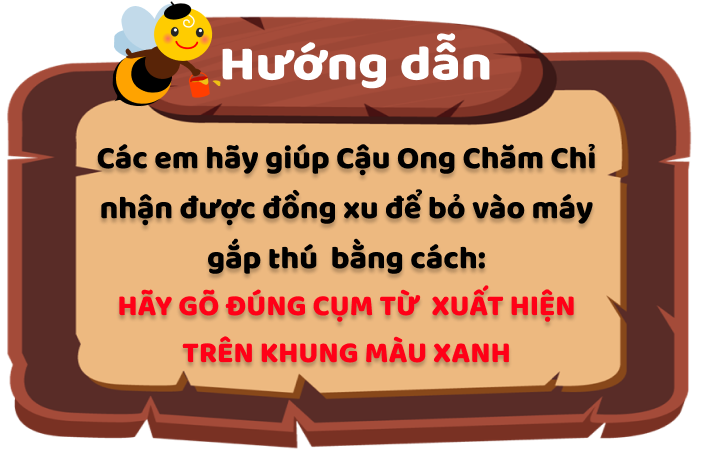 Hướng dẫn
Các em hãy giúp Cậu Ong Chăm Chỉ
nhận được đồng xu để bỏ vào máy
gắp thú bằng cách:
HÃY GÕ ĐÚNG CỤM TỪ XUẤT HIỆN
TRÊN KHUNG MÀU XANH